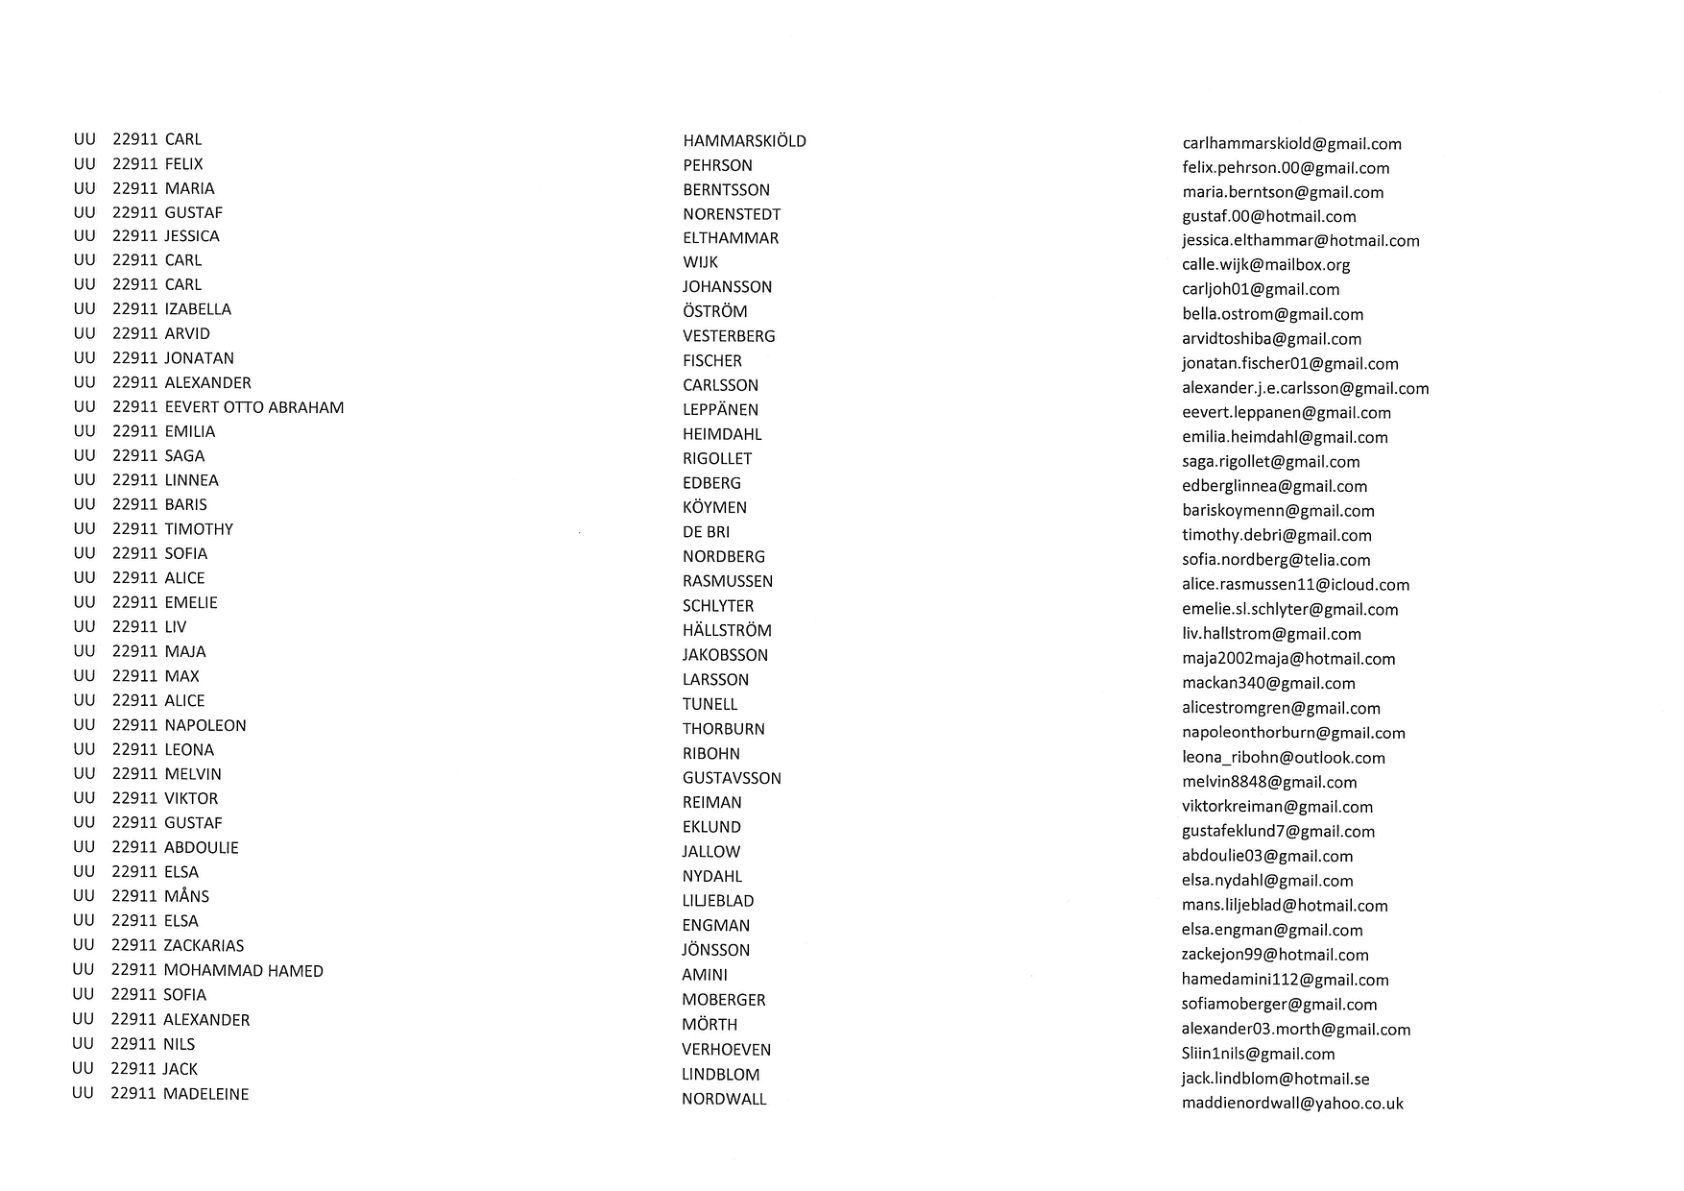 UU 22911 CARL HAMMARSKIÖLD carlhammarskiold@gmail.com
UU 22911 FELIX PEHRSON felix.pehrson.00@gmail.com
UU 22911 MARIA BERNTSSON maria.berntson@gmail.com
UU 22911 GUSTAF NORENSTEDT gustaf.00@hotmail.com
UU 22911 JESSICA ELTHAMMAR jessica.elthammar@hotmail.com
UU 22911 CARL WIJK calle.wijk@mailbox.org
UU 22911 CARL JOHANSSON carljoh01@gmail.com
UU 22911 IZABELLA ÖSTRÖM bella.ostrom@gmail.com
UU 22911 ARVID VESTERBERG arvidtoshiba@gmail.com
UU 22911 JONATAN FISCHER jonatan.fischer01@gmail.com
UU 22911 ALEXANDER CARLSSON alexander.j.e.carlsson@gmail.com
UU 22911 EEVERT OTTO ABRAHAM LEPPÄNEN eevert.leppanen@gmail.com
UU 22911 EMILIA HEIMDAHL emilia.heimdahl@gmail.com
UU 22911 SAGA RIGOLLET saga.rigollet@gmail.com
UU 22911 LINNEA EDBERG edberglinnea@gmail.com
UU 22911 BARIS KÖYMEN bariskoymenn@gmail.com
UU 22911 TIMOTHY DE BRI timothy.debri@gmail.com
UU 22911 SOFIA NORDBERG sofia.nordberg@telia.com
UU 22911 ALICE RASMUSSEN alice.rasmussen11@icloud.com
UU 22911 EMELIE SCHLYTER emelie.sl.schlyter@gmail.com
UU 22911 LIV HÄLLSTRÖM liv.hallstrom@gmail.com
UU 22911 MAJA JAKOBSSON maja2002maja@hotmail.com
UU 22911 MAX LARSSON mackan340@gmail.com
UU 22911 ALICE TUNELL alicestromgren@gmail.com
UU 22911 NAPOLEON THORBURN napoleonthorburn@gmail.com
UU 22911 LEONA RIBOHN leona_ribohn@outlook.com
UU 22911 MELVIN GUSTAVSSON melvin8848@gmail.com
UU 22911 VIKTOR REIMAN viktorkreiman@gmail.com
UU 22911 GUSTAF EKLUND gustafeklund7@gmail.com
UU 22911 ABDOULIE JALLOW abdoulie03@gmail.com
UU 22911 ELSA NYDAHL elsa.nydahl@gmail.com
UU 22911 MÅNS LILJEBLAD mans.liljeblad@hotmail.com
UU 22911 ELSA ENGMAN elsa.engman@gmail.com
UU 22911 ZACKARIAS JÖNSSON zackejon99@hotmail.com
UU 22911 MOHAMMAD HAMED AMINI hamedamini112@gmail.com
UU 22911 SOFIA MOBERGER sofiamoberger@gmail.com
UU 22911 ALEXANDER MÖRTH alexander03.morth@gmail.com
UU 22911 NILS VERHOEVEN Sliin1nils@gmail.com
UU 22911 JACK LINDBLOM jack.lindblom@hotmail.se
UU 22911 MADELEINE NORDWALL maddienordwall@yahoo.co.uk